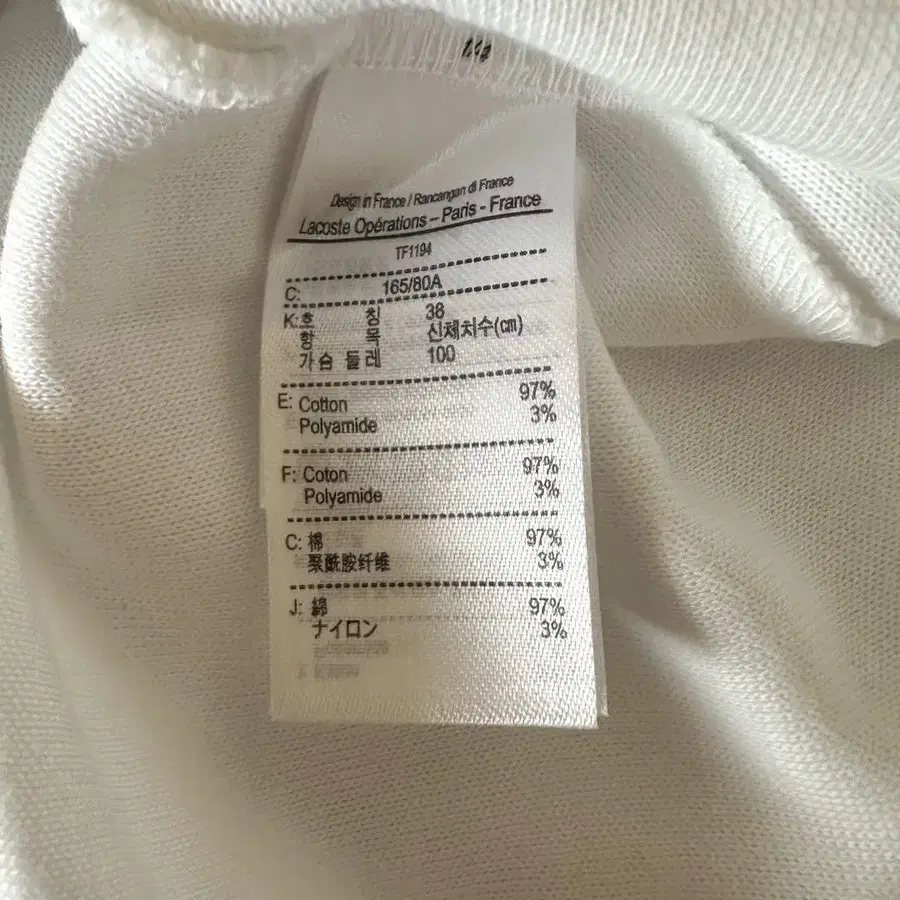 Design in France / Rancangan di France
Lacoste Opérations – Paris - France
TF1194
C: 165/80A
K: 호 칭 38
항 목 신체치수(㎝)
가슴 둘레 100
E: Cotton 97%
Polyamide 3%
F: Coton 97%
Polyamide 3%
C: 棉 97%
聚酰胺纤维 3%
J: 綿 97%
ナイロン 3%